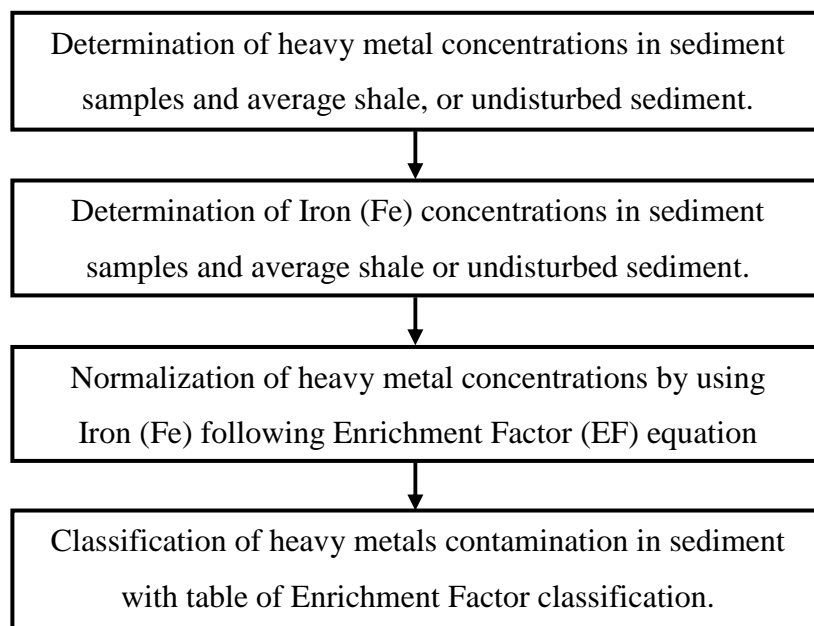 Determination of heavy metal concentrations in sediment
samples and average shale, or undisturbed sediment.
Determination of Iron (Fe) concentrations in sediment
samples and average shale or undisturbed sediment.
Normalization of heavy metal concentrations by using
Iron (Fe) following Enrichment Factor (EF) equation
Classification of heavy metals contamination in sediment
with table of Enrichment Factor classification.